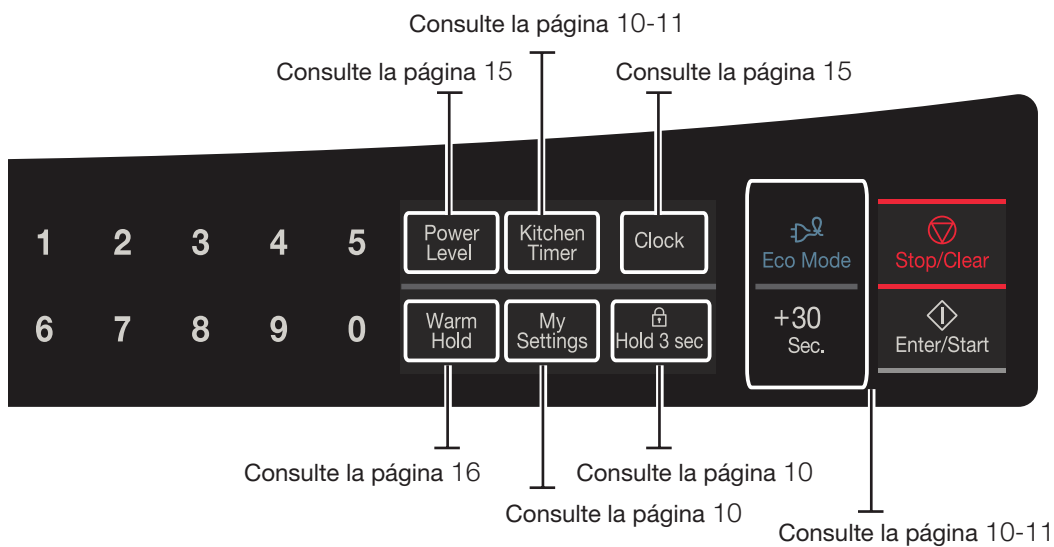 Consulte la página 10-11
Consulte la página 15
Consulte la página 15
1 2 3 4 5
Power
Level
Kitchen
Timer
Clock
Eco Mode
Stop/Clear
6 7 8 9 0
Warm
Hold
My
Settings
Hold 3 sec
+30
Sec.
Enter/Start
Consulte la página 16
Consulte la página 10
Consulte la página 10
Consulte la página 10-11